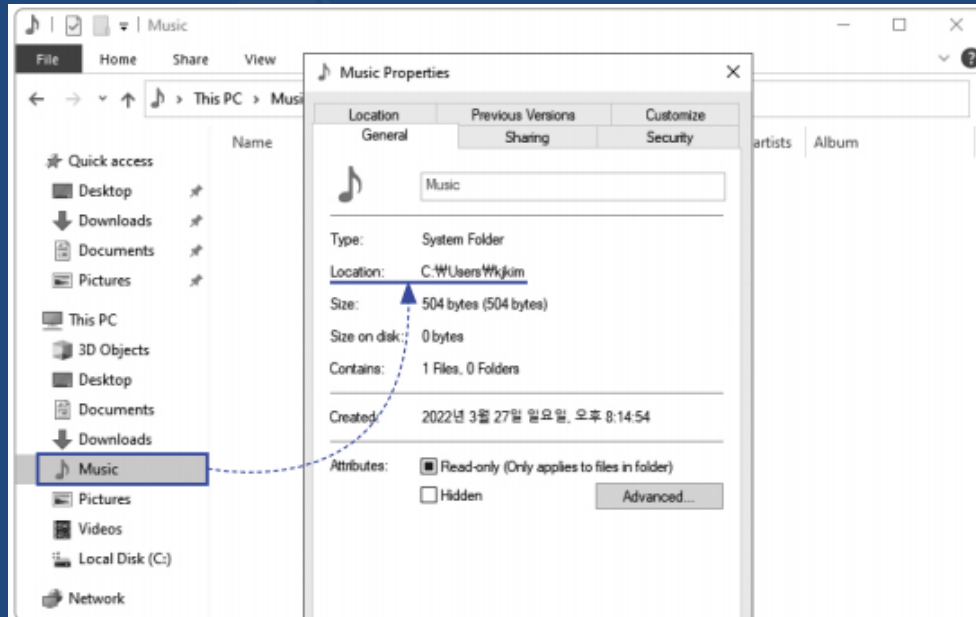 Music
File Home Share View
This PC > Musi
Name
artists Album
Quick access
Desktop
Downloads
Documents
Pictures
This PC
3D Objects
Desktop
Documents
Downloads
Music
Pictures
Videos
Local Disk (C:)
Network
Music Properties
Location Previous Versions Customize
General Sharing Security
Music
Type: System Folder
Location: C:₩Users₩kjkim
Size: 504 bytes (504 bytes)
Size on disk: 0 bytes
Contains: 1 Files, 0 Folders
Created: 2022년 3월 27일 일요일, 오후 8:14:54
Attributes: Read-only (Only applies to files in folder)
Hidden Advanced...